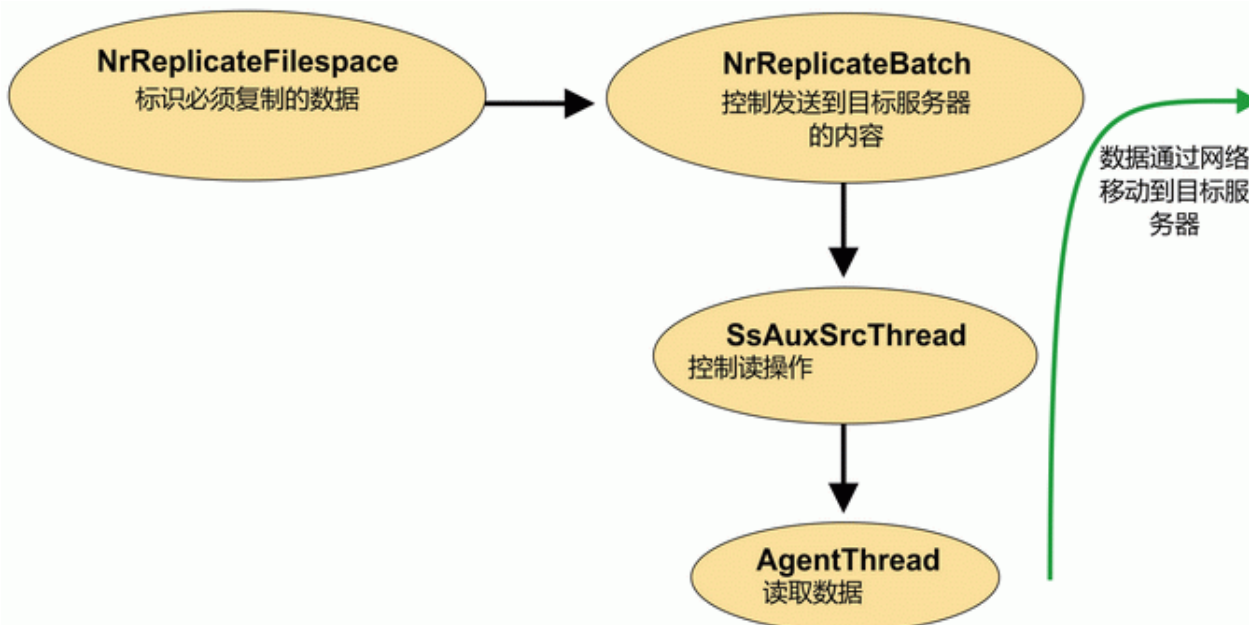 NrReplicateFilespace
标识必须复制的数据
NrReplicateBatch
控制发送到目标服务器
的内容
数据通过网络
移动到目标服
务器
SsAuxSrcThread
控制读操作
AgentThread
读取数据